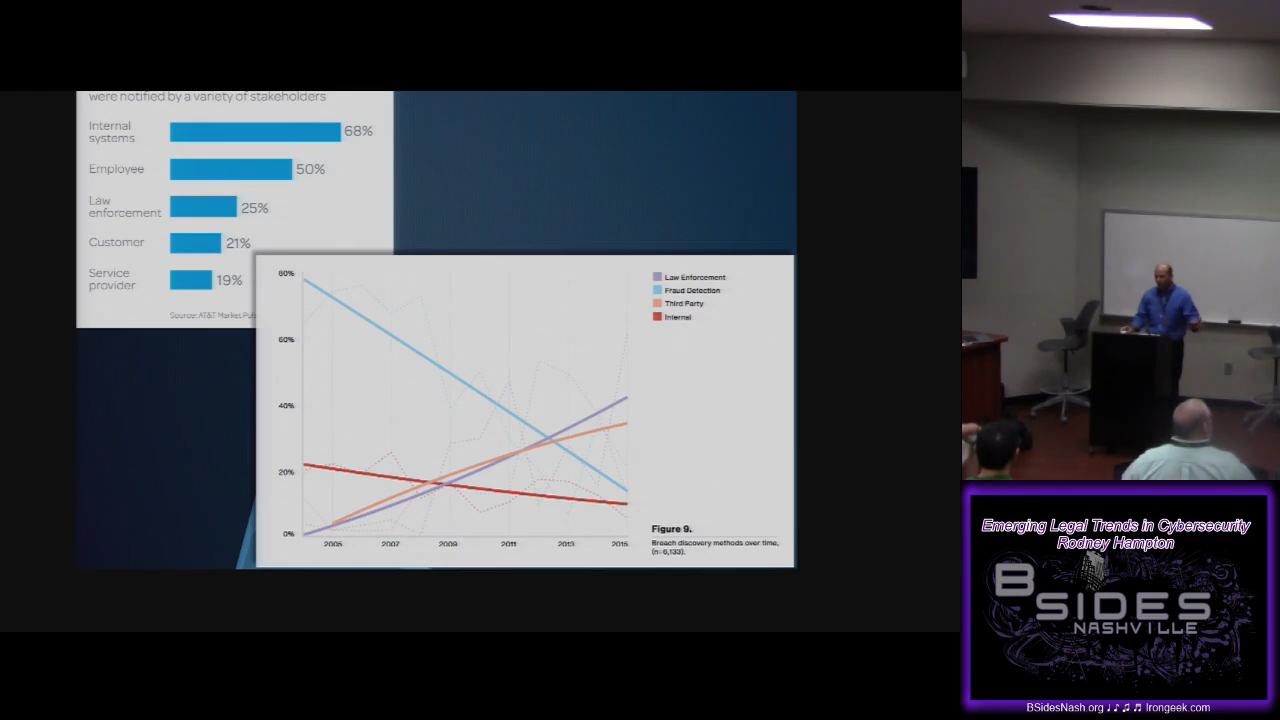 were notified by a variety of stakeholders
Internal
systems
68%
Employee
50%
Law
enforcement
25%
Customer
21%
Service
provider
19%
Source: AT&T Market
80%
60%
40%
20%
0%
2005
2007
2009
2011
2013
2015
Law Enforcement
Fraud Detection
Third Party
Internal
Figure 9.
Breach discovery methods over time,
(n=6,133).
Emerging Legal Trends in Cybersecurity
Rodney Hampton
BSIDES
NASHVILLE
BSidesNash.org ♩ ♪ ♫ ♬ Irongeek.com